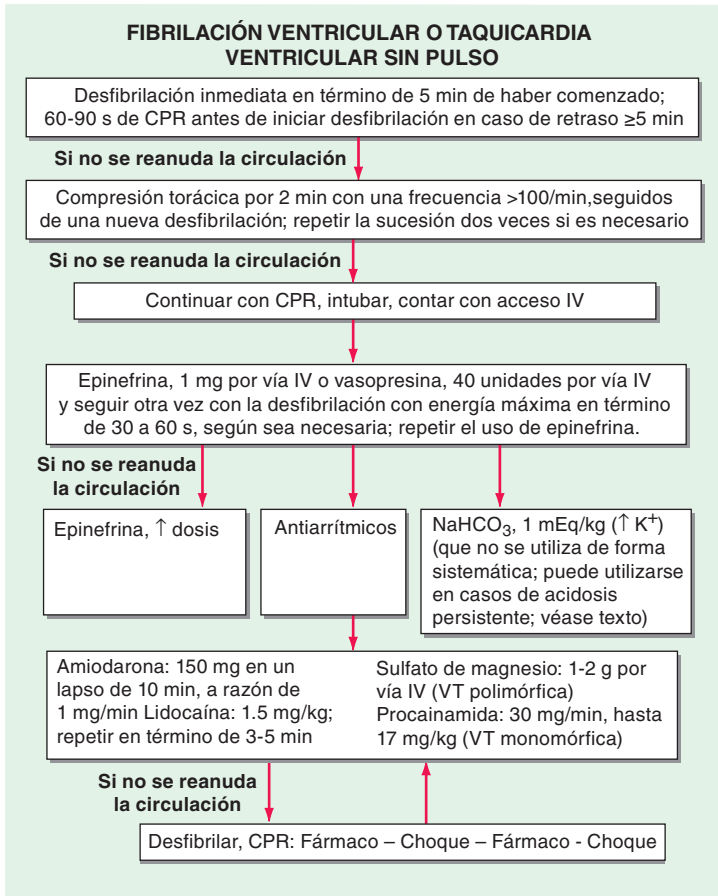 FIBRILACIÓN VENTRICULAR O TAQUICARDIA
VENTRICULAR SIN PULSO
Desfibrilación inmediata en término de 5 min de haber comenzado;
60-90 s de CPR antes de iniciar desfibrilación en caso de retraso ≥5 min
Si no se reanuda la circulación
Compresión torácica por 2 min con una frecuencia >100/min,seguidos
de una nueva desfibrilación; repetir la sucesión dos veces si es necesario
Si no se reanuda la circulación
Continuar con CPR, intubar, contar con acceso IV
Epinefrina, 1 mg por vía IV o vasopresina, 40 unidades por vía IV
y seguir otra vez con la desfibrilación con energía máxima en término
de 30 a 60 s, según sea necesaria; repetir el uso de epinefrina.
Si no se reanuda
la circulación
Epinefrina, ↑ dosis
Antiarrítmicos
NaHCO₃, 1 mEq/kg (↑ K⁺)
(que no se utiliza de forma
sistemática; puede utilizarse
en casos de acidosis
persistente; véase texto)
Amiodarona: 150 mg en un
lapso de 10 min, a razón de
1 mg/min Lidocaína: 1.5 mg/kg;
repetir en término de 3-5 min
Sulfato de magnesio: 1-2 g por
vía IV (VT polimórfica)
Procainamida: 30 mg/min, hasta
17 mg/kg (VT monomórfica)
Si no se reanuda
la circulación
Desfibrilar, CPR: Fármaco – Choque – Fármaco - Choque